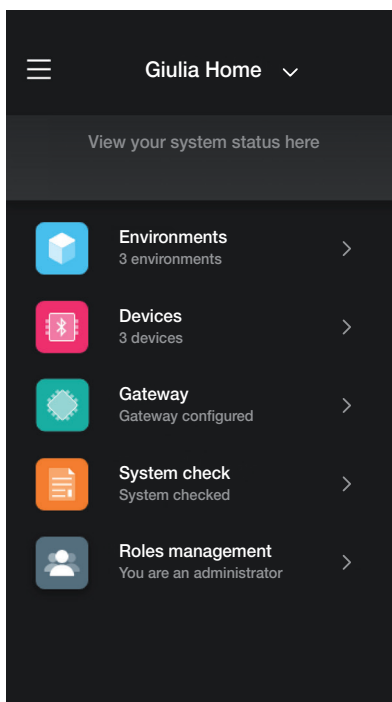 Giulia Home
View your system status here
Environments
3 environments
Devices
3 devices
Gateway
Gateway configured
System check
System checked
Roles management
You are an administrator